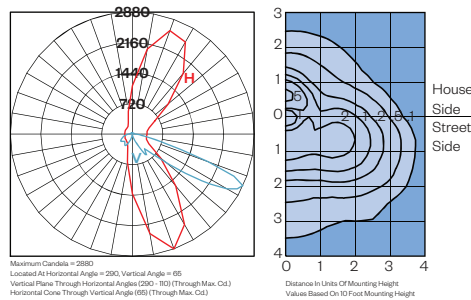 2880
2160
1440
720
H
Maximum Candela = 2880
Located At Horizontal Angle = 290, Vertical Angle = 65
Vertical Plane Through Horizontal Angles (290 - 110) (Through Max. Cd.)
Horizontal Cone Through Vertical Angle (65) (Through Max. Cd.)
3
2
1
0
1
2
3
4
5
2 1 .2 .5 .1
House
Side
Street
Side
0 1 2 3 4
Distance In Units Of Mounting Height
Values Based On 10 Foot Mounting Height